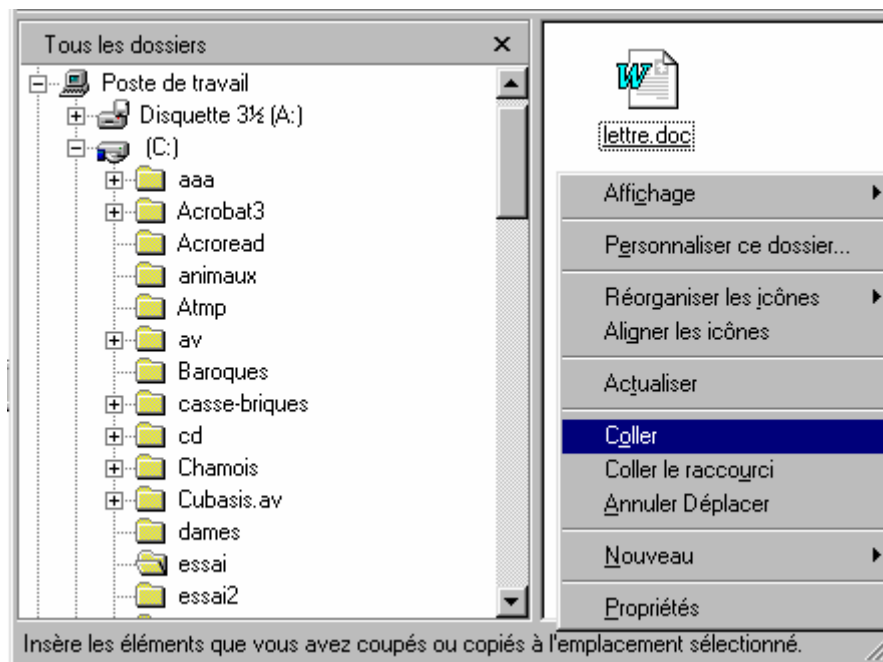 Tous les dossiers
Poste de travail
Disquette 3½ (A:)
(C:)
aaa
Acrobat3
Acroread
animaux
Atmp
av
Baroques
casse-briques
cd
Chamois
Cubasis.av
dames
essai
essai2
lettre.doc
Affichage
Personnaliser ce dossier...
Réorganiser les icônes
Aligner les icônes
Actualiser
Coller
Coller le raccourci
Annuler Déplacer
Nouveau
Propriétés
Insère les éléments que vous avez coupés ou copiés à l'emplacement sélectionné.